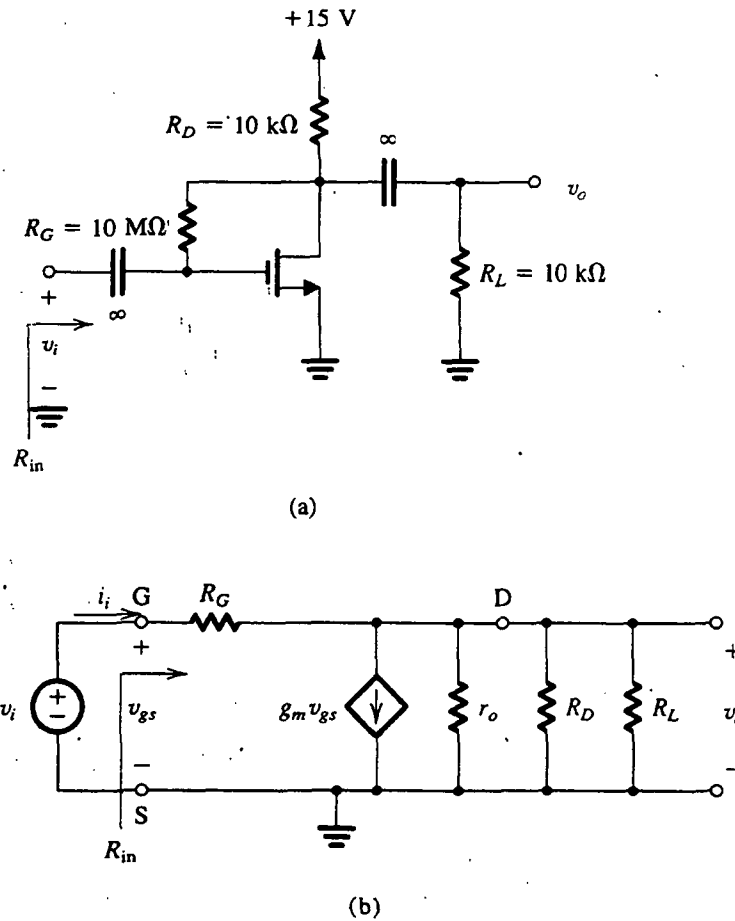 +15 V
R_D = 10 kΩ
∞
v_o
R_G = 10 MΩ
R_L = 10 kΩ
+
∞
v_i
−
R_in
(a)
i_i G R_G D
+ +
v_i + − v_gs g_m v_gs r_o R_D R_L v
− −
S
R_in
(b)